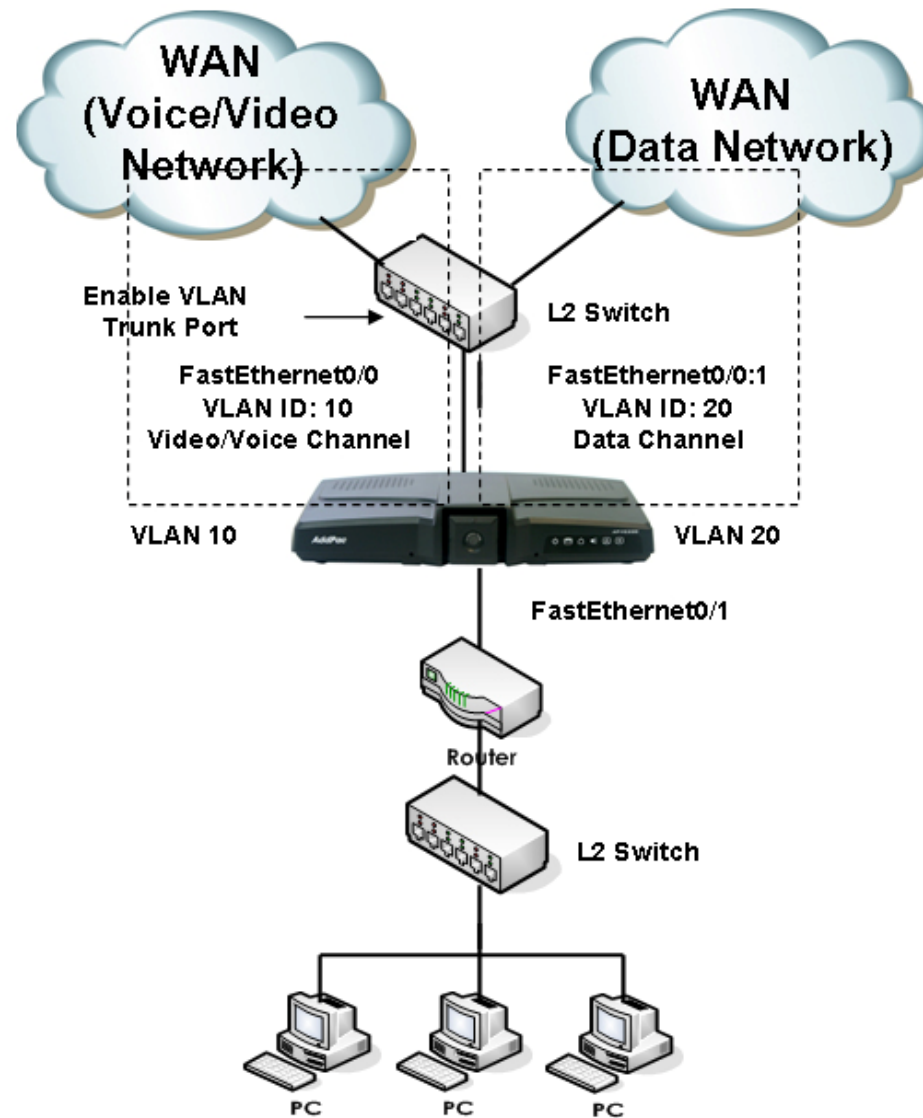 WAN
(Voice/Video
Network)
WAN
(Data Network)
Enable VLAN
Trunk Port
L2 Switch
FastEthernet0/0
VLAN ID: 10
Video/Voice Channel
FastEthernet0/0:1
VLAN ID: 20
Data Channel
VLAN 10
AddPac
VLAN 20
FastEthernet0/1
Router
L2 Switch
PC
PC
PC